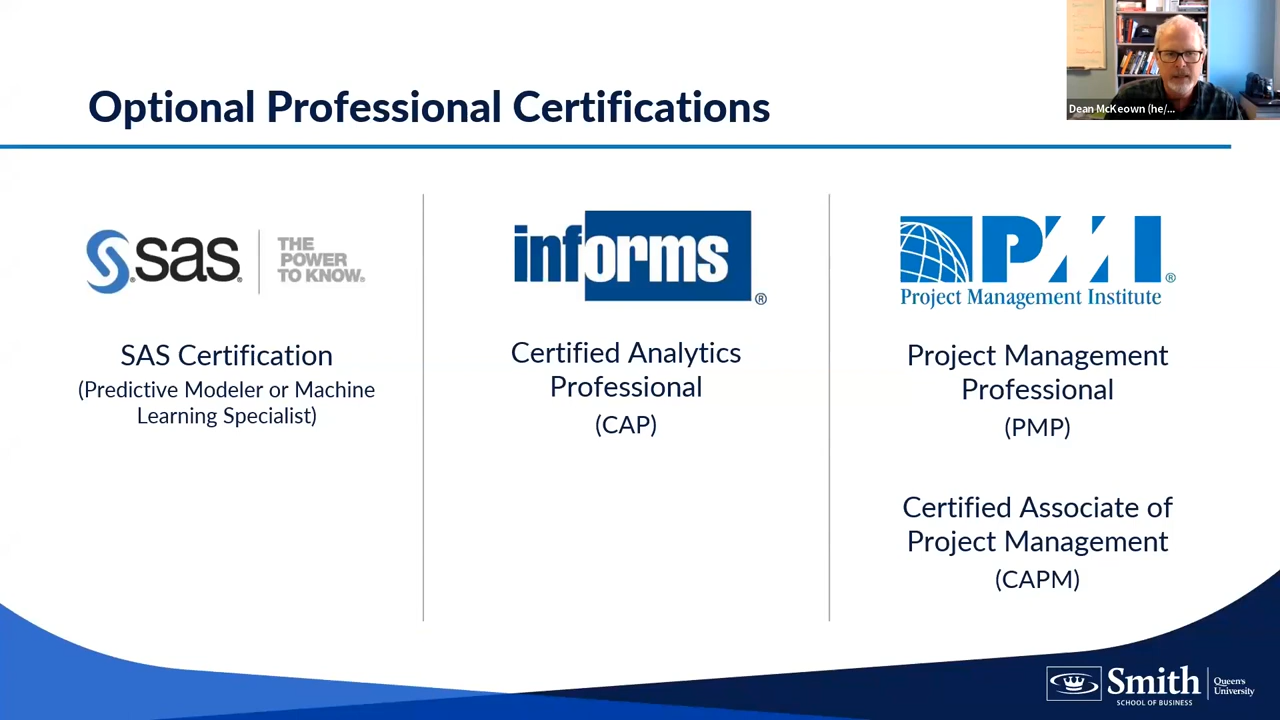 Optional Professional Certifications
Dean McKeown (he/...
sas
THE
POWER
TO KNOW.
SAS Certification
(Predictive Modeler or Machine
Learning Specialist)
informs
®
Certified Analytics
Professional
(CAP)
PMI
®
Project Management Institute
Project Management
Professional
(PMP)
Certified Associate of
Project Management
(CAPM)
Smith
SCHOOL OF BUSINESS
Queen's
University